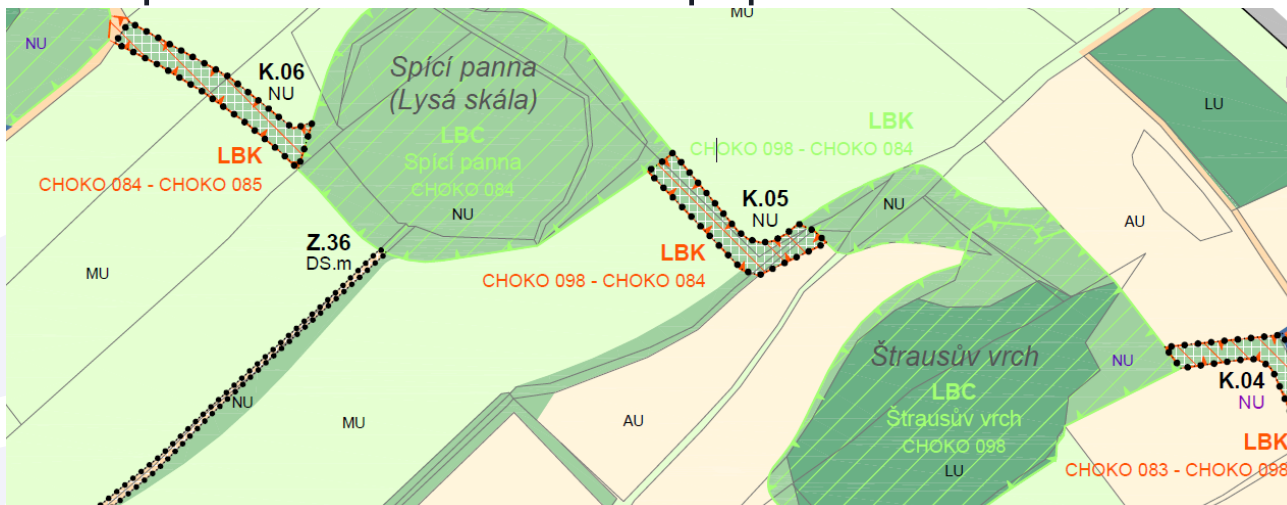 MU
NU
K.06
NU
Spící panna
(Lysá skála)
LBC
Spící panna
CHOKO 084
NU
LBK
CHOKO 084 - CHOKO 085
LBK
CHOKO 098 - CHOKO 084
LU
K.05
NU
NU
AU
Z.36
DS.m
MU
LBK
CHOKO 098 - CHOKO 084
Štrausův vrch
LBC
Štrausův vrch
CHOKO 098
LU
NU
K.04
NU
NU
MU
AU
LBK
CHOKO 083 - CHOKO 098